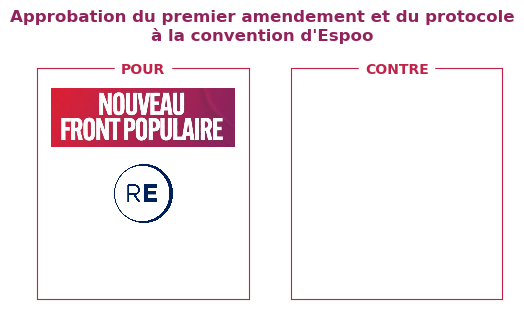 Approbation du premier amendement et du protocole
à la convention d'Espoo
POUR
CONTRE
NOUVEAU
FRONT POPULAIRE
RE